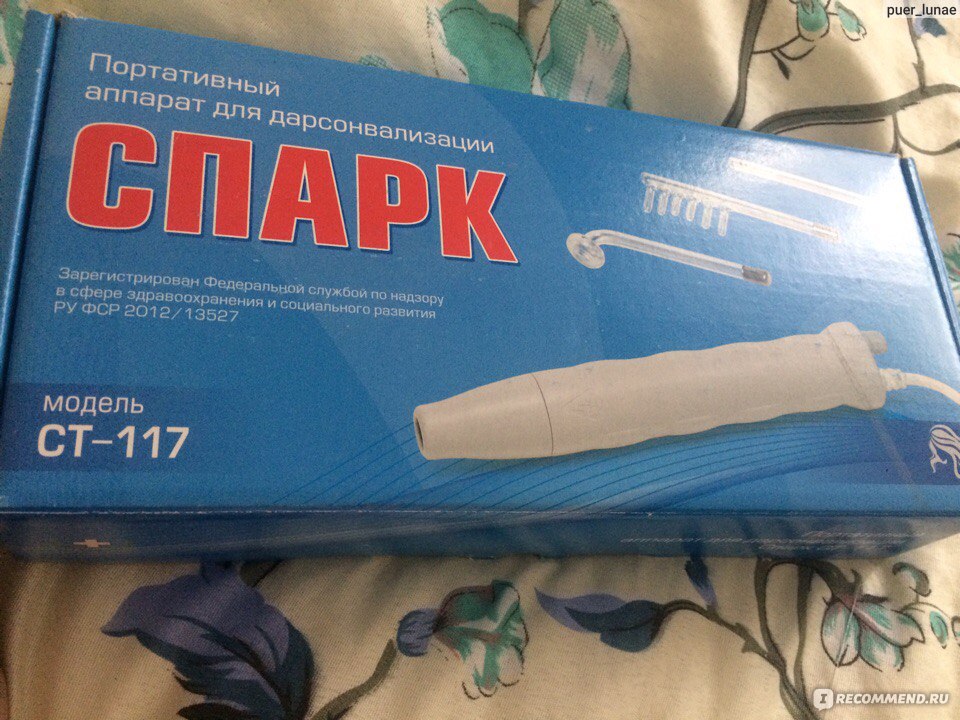 puer_lunae
Портативный
аппарат для дарсонвализации
СПАРК
Зарегистрирован Федеральной службой по надзору
в сфере здравоохранения и социального развития
РУ ФСР 2012/13527
модель
СТ-117
RECOMMEND.RU